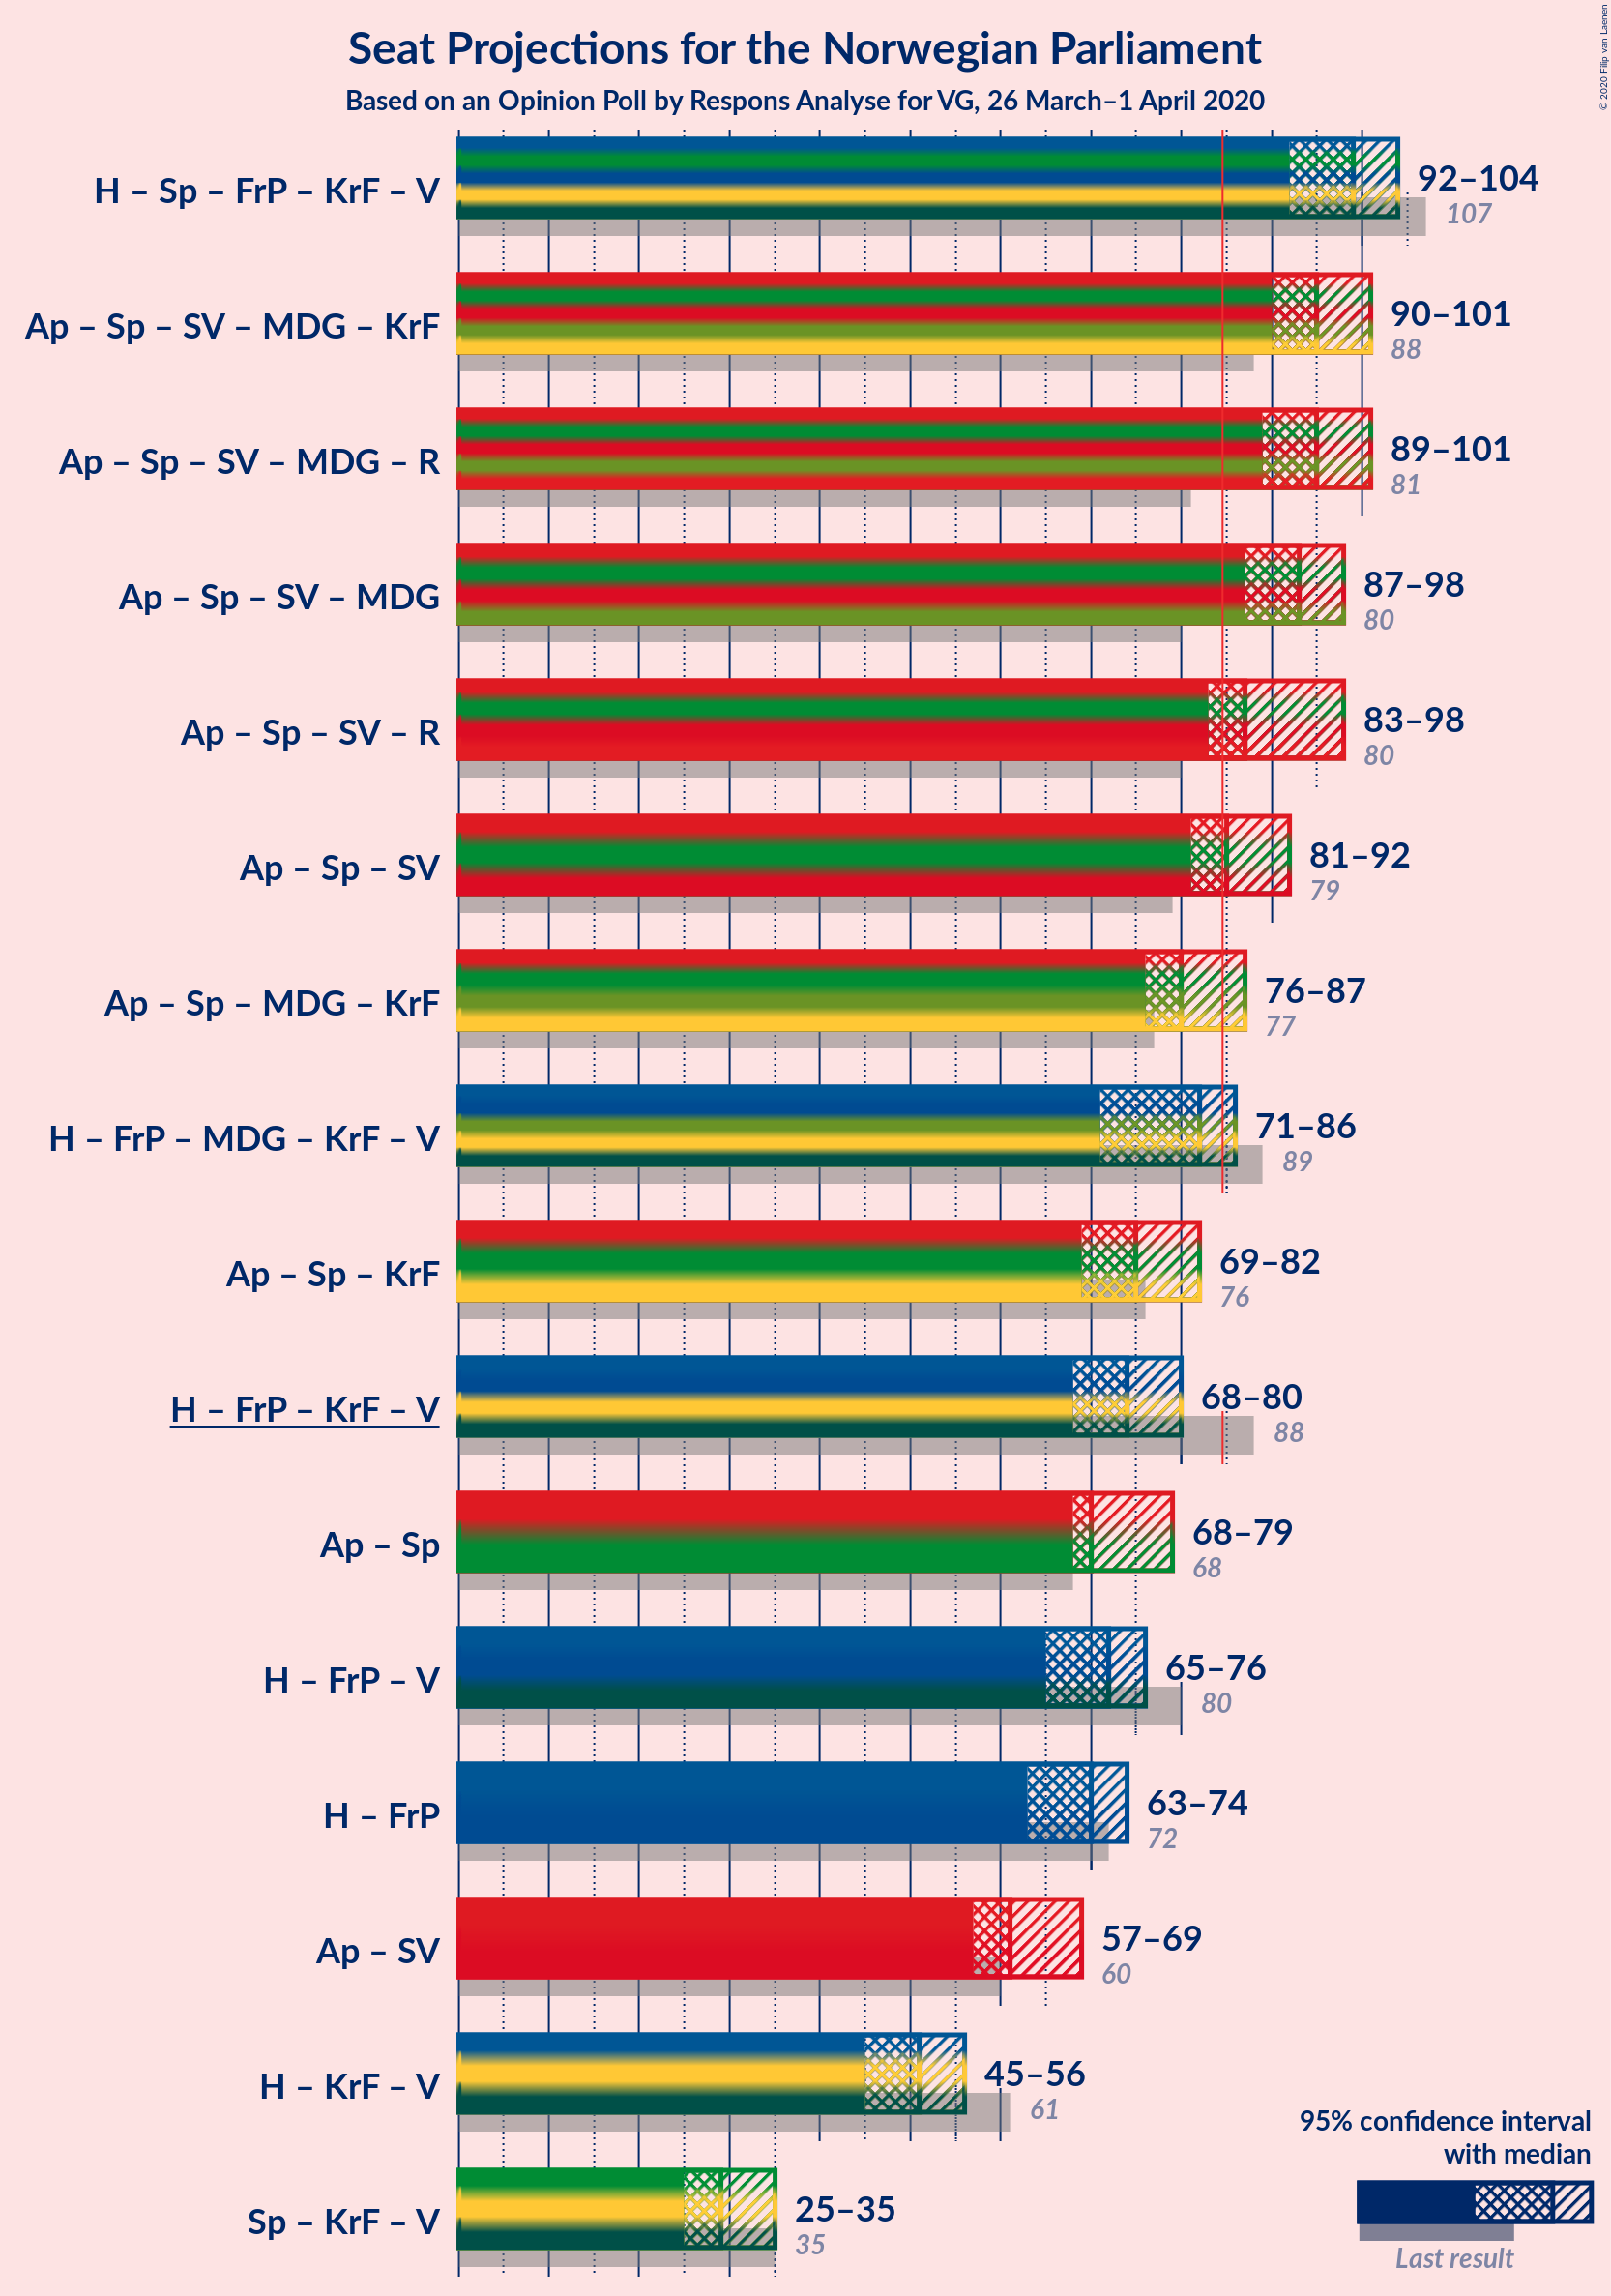 Seat Projections for the Norwegian Parliament
Based on an Opinion Poll by Respons Analyse for VG, 26 March–1 April 2020
© 2020 Filip van Laenen
H – Sp – FrP – KrF – V
92–104
107
Ap – Sp – SV – MDG – KrF
90–101
88
Ap – Sp – SV – MDG – R
89–101
81
Ap – Sp – SV – MDG
87–98
80
Ap – Sp – SV – R
83–98
80
Ap – Sp – SV
81–92
79
Ap – Sp – MDG – KrF
76–87
77
H – FrP – MDG – KrF – V
71–86
89
Ap – Sp – KrF
69–82
76
H – FrP – KrF – V
68–80
88
Ap – Sp
68–79
68
H – FrP – V
65–76
80
H – FrP
63–74
72
Ap – SV
57–69
60
H – KrF – V
45–56
61
Sp – KrF – V
25–35
35
95% confidence interval
with median
Last result